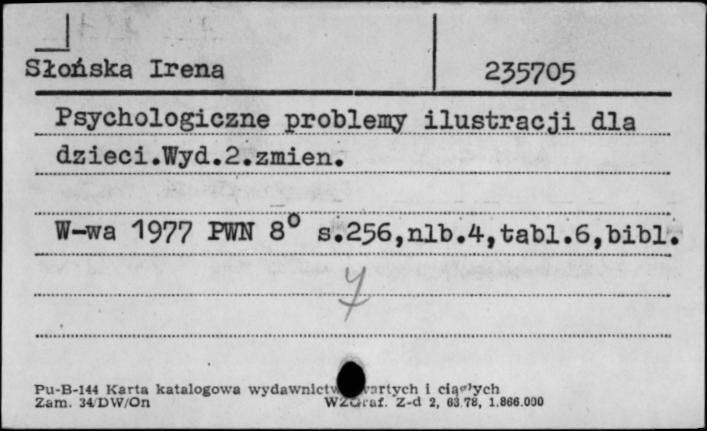 Słońska Irena
235705
Psychologiczne problemy ilustracji dla
dzieci.Wyd.2.zmien.
W-wa 1977 PWN 8° s.256,nlb.4,tabl.6,bibl.
Pu-B-144 Karta katalogowa wydawnictw i
Zam. 34/DW/On
Z-d 2, 63.78, 1.866.000